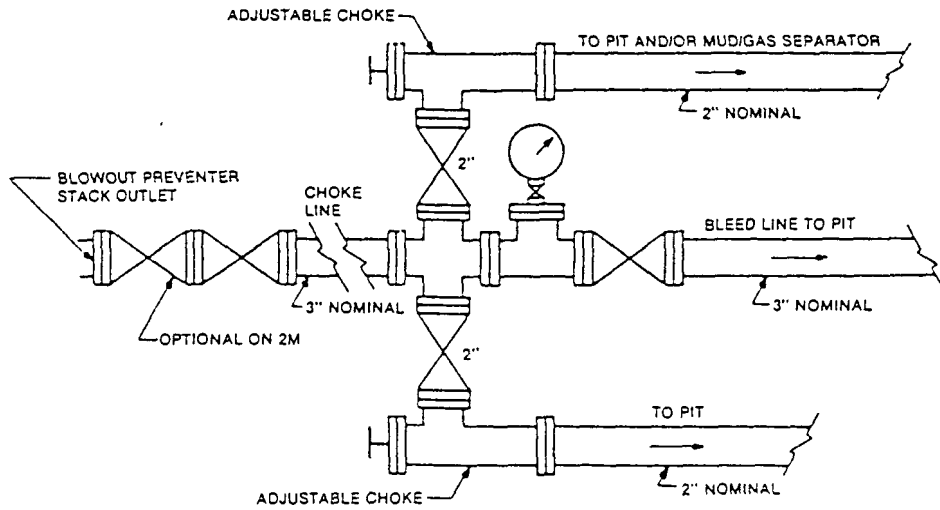 ADJUSTABLE CHOKE
TO PIT AND/OR MUD/GAS SEPARATOR
2" NOMINAL
2"
BLOWOUT PREVENTER
STACK OUTLET
CHOKE
LINE
BLEED LINE TO PIT
3" NOMINAL
3" NOMINAL
OPTIONAL ON 2M
2"
TO PIT
ADJUSTABLE CHOKE
2" NOMINAL